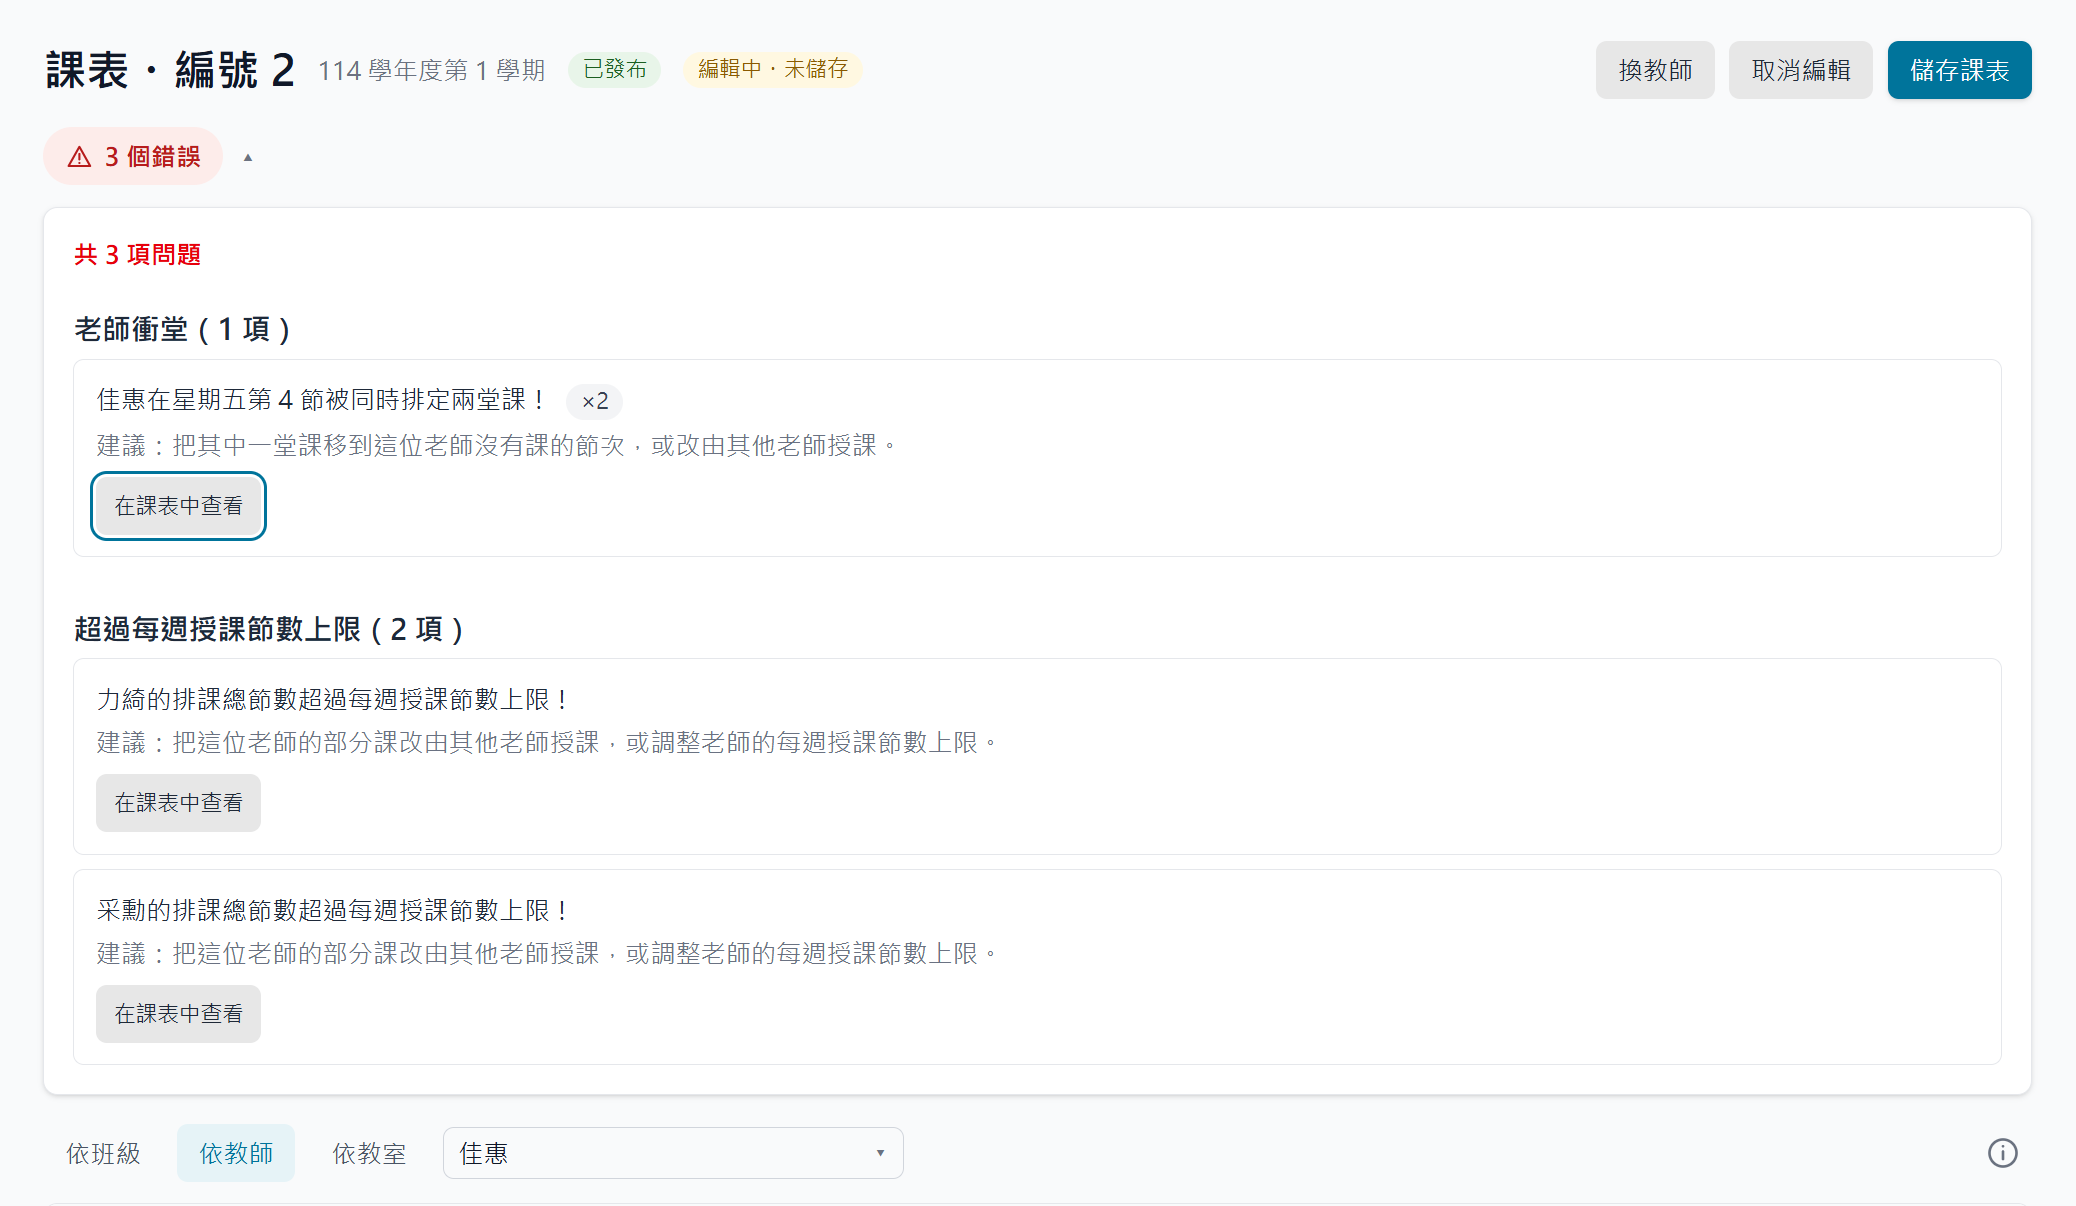 課表・編號 2 114 學年度第 1 學期 已發布 編輯中・未儲存 換教師 取消編輯 儲存課表
3 個錯誤 ▲
共 3 項問題
老師衝堂（1 項）
佳惠在星期五第 4 節被同時排定兩堂課！ ×2
建議：把其中一堂課移到這位老師沒有課的節次，或改由其他老師授課。
在課表中查看
超過每週授課節數上限（2 項）
力綺的排課總節數超過每週授課節數上限！
建議：把這位老師的部分課改由其他老師授課，或調整老師的每週授課節數上限。
在課表中查看
采勳的排課總節數超過每週授課節數上限！
建議：把這位老師的部分課改由其他老師授課，或調整老師的每週授課節數上限。
在課表中查看
依班級 依教師 依教室 佳惠 ▼